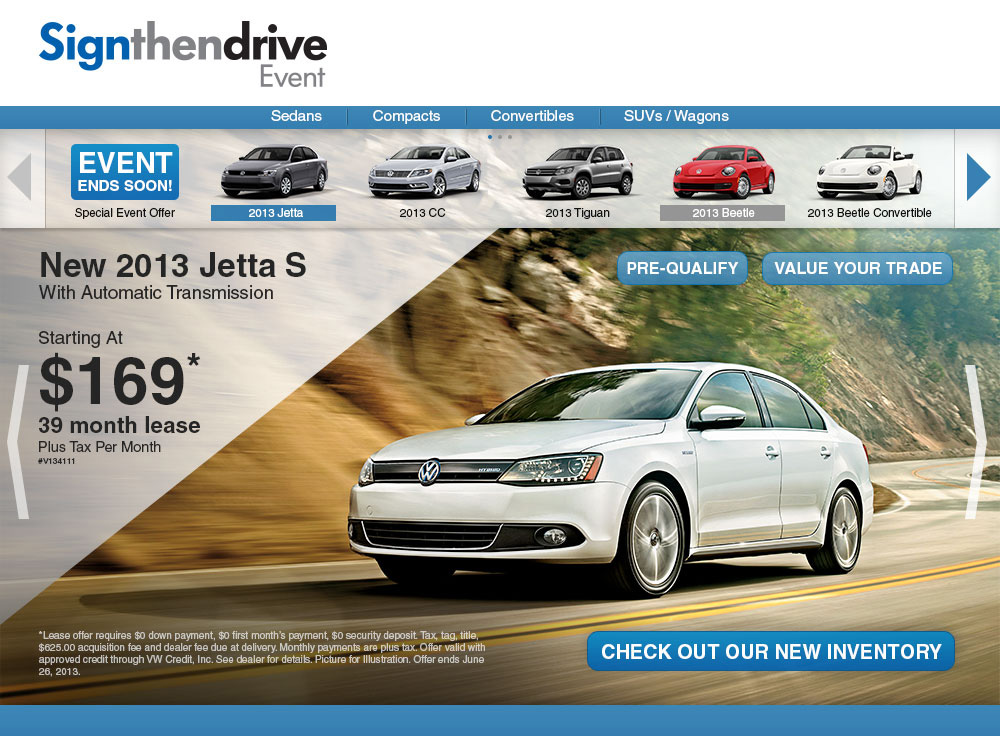 Signthendrive
Event
Sedans
Compacts
Convertibles
SUVs / Wagons
EVENT
ENDS SOON!
Special Event Offer
2013 Jetta
2013 CC
2013 Tiguan
2013 Beetle
2013 Beetle Convertible
New 2013 Jetta S
With Automatic Transmission
PRE-QUALIFY
VALUE YOUR TRADE
Starting At
$169*
39 month lease
Plus Tax Per Month
#V134111
HYBRID
*Lease offer requires $0 down payment, $0 first month's payment, $0 security deposit. Tax, tag, title,
$625.00 acquisition fee and dealer fee due at delivery. Monthly payments are plus tax. Offer valid with
approved credit through VW Credit, Inc. See dealer for details. Picture for Illustration. Offer ends June
26, 2013.
CHECK OUT OUR NEW INVENTORY